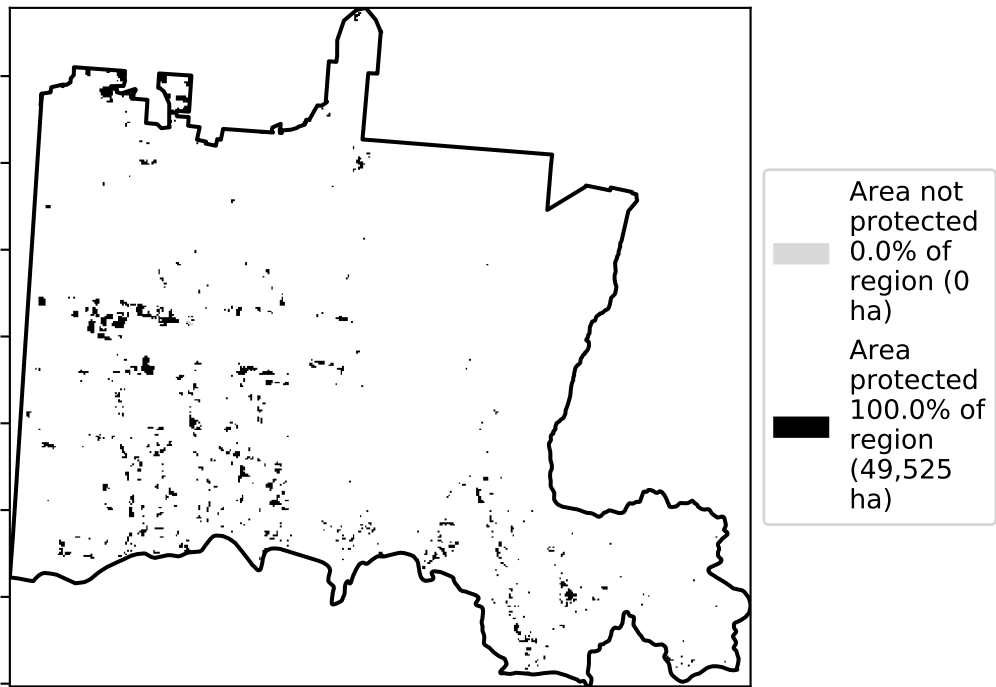 Area not
protected
0.0% of
region (0
ha)
Area
protected
100.0% of
region
(49,525
ha)